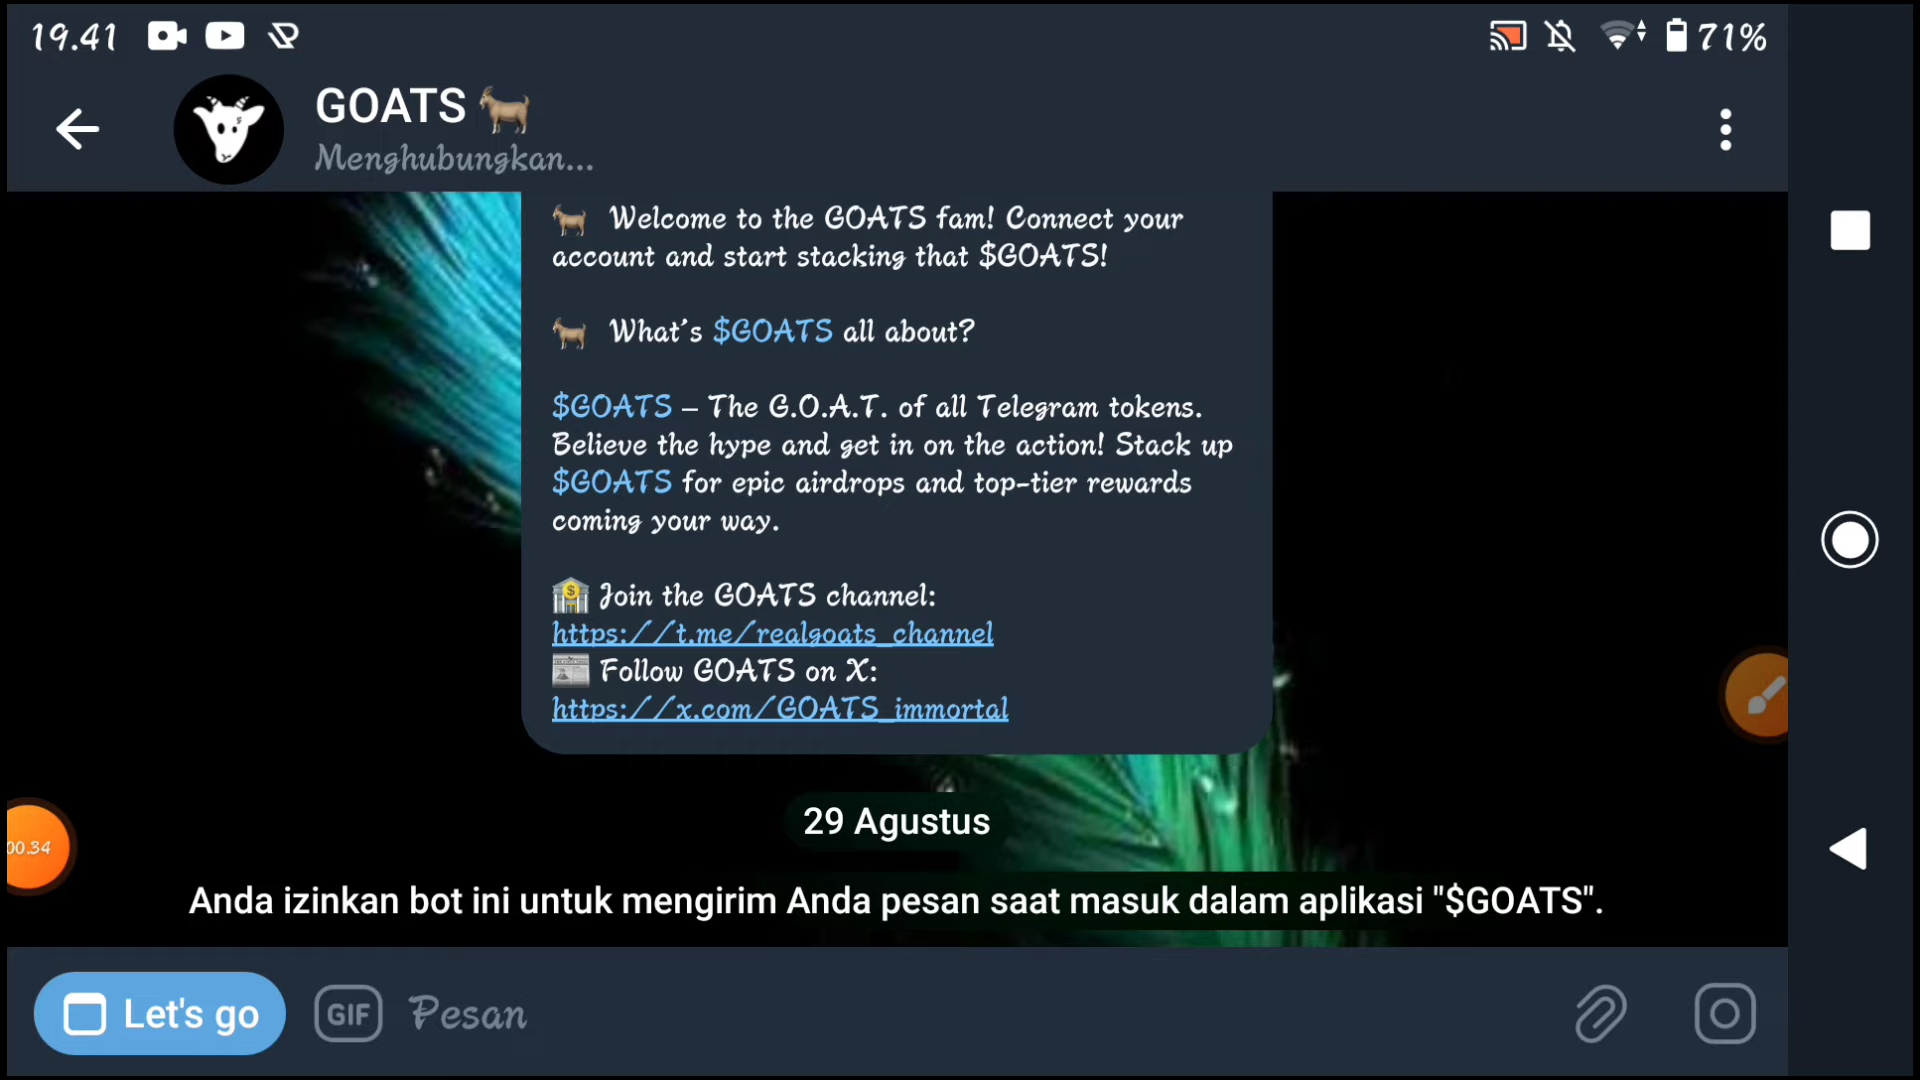 19.41
71%
GOATS
Menghubungkan...
Welcome to the GOATS fam! Connect your
account and start stacking that $GOATS!
What's $GOATS all about?
$GOATS – The G.O.A.T. of all Telegram tokens.
Believe the hype and get in on the action! Stack up
$GOATS for epic airdrops and top-tier rewards
coming your way.
Join the GOATS channel:
https://t.me/realgoats_channel
Follow GOATS on X:
https://x.com/GOATS_immortal
29 Agustus
00.34
Anda izinkan bot ini untuk mengirim Anda pesan saat masuk dalam aplikasi "$GOATS".
Let's go
GIF
Pesan